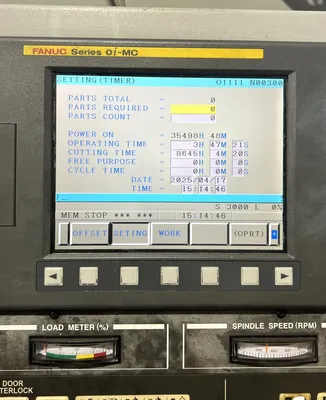 FANUC Series 0i-MC
SETTING(TIMER) O1111 N00300
PARTS TOTAL = 0
PARTS REQUIRED = 0
PARTS COUNT = 0
POWER ON = 35498H 48M
OPERATING TIME = 3H 47M 21S
CUTTING TIME = 8645H 4M 20S
FREE PURPOSE = 0H 0M 0S
CYCLE TIME = 0H 0M 0S
DATE = 2025/04/17
TIME = 15:14:46
S 3000 L 0%
MEM STOP *** *** 15:14:46
OFFSET SETING WORK (OPRT)
LOAD METER (%) SPINDLE SPEED (RPM)
DOOR